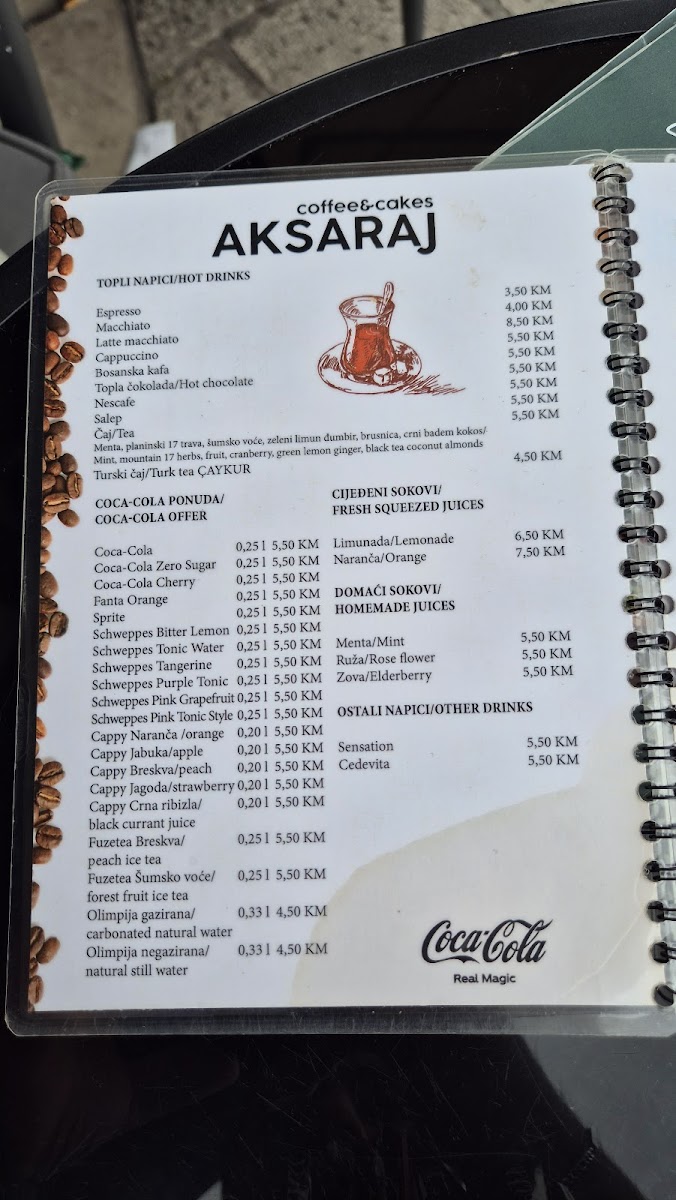 coffee&cakes
AKSARAJ
TOPLI NAPICI/HOT DRINKS
Espresso 3,50 KM
Macchiato 4,00 KM
Latte macchiato 8,50 KM
Cappuccino 5,50 KM
Bosanska kafa 5,50 KM
Topla čokolada/Hot chocolate 5,50 KM
Nescafe 5,50 KM
Salep 5,50 KM
Čaj/Tea 5,50 KM
Menta, planinski 17 trava, šumsko voće, zeleni limun đumbir, brusnica, crni badem kokos/
Mint, mountain 17 herbs, fruit, cranberry, green lemon ginger, black tea coconut almonds
Turski čaj/Turk tea ÇAYKUR 4,50 KM
COCA-COLA PONUDA/
COCA-COLA OFFER
Coca-Cola 0,25 l 5,50 KM
Coca-Cola Zero Sugar 0,25 l 5,50 KM
Coca-Cola Cherry 0,25 l 5,50 KM
Fanta Orange 0,25 l 5,50 KM
Sprite 0,25 l 5,50 KM
Schweppes Bitter Lemon 0,25 l 5,50 KM
Schweppes Tonic Water 0,25 l 5,50 KM
Schweppes Tangerine 0,25 l 5,50 KM
Schweppes Purple Tonic 0,25 l 5,50 KM
Schweppes Pink Grapefruit 0,25 l 5,50 KM
Schweppes Pink Tonic Style 0,25 l 5,50 KM
Cappy Naranča /orange 0,20 l 5,50 KM
Cappy Jabuka/apple 0,20 l 5,50 KM
Cappy Breskva/peach 0,20 l 5,50 KM
Cappy Jagoda/strawberry 0,20 l 5,50 KM
Cappy Crna ribizla/ 0,20 l 5,50 KM
black currant juice
Fuzetea Breskva/ 0,25 l 5,50 KM
peach ice tea
Fuzetea Šumsko voće/ 0,25 l 5,50 KM
forest fruit ice tea
Olimpija gazirana/ 0,33 l 4,50 KM
carbonated natural water
Olimpija negazirana/ 0,33 l 4,50 KM
natural still water
CIJEĐENI SOKOVI/
FRESH SQUEEZED JUICES
Limunada/Lemonade 6,50 KM
Naranča/Orange 7,50 KM
DOMAĆI SOKOVI/
HOMEMADE JUICES
Menta/Mint 5,50 KM
Ruža/Rose flower 5,50 KM
Zova/Elderberry 5,50 KM
OSTALI NAPICI/OTHER DRINKS
Sensation 5,50 KM
Cedevita 5,50 KM
Coca-Cola
Real Magic